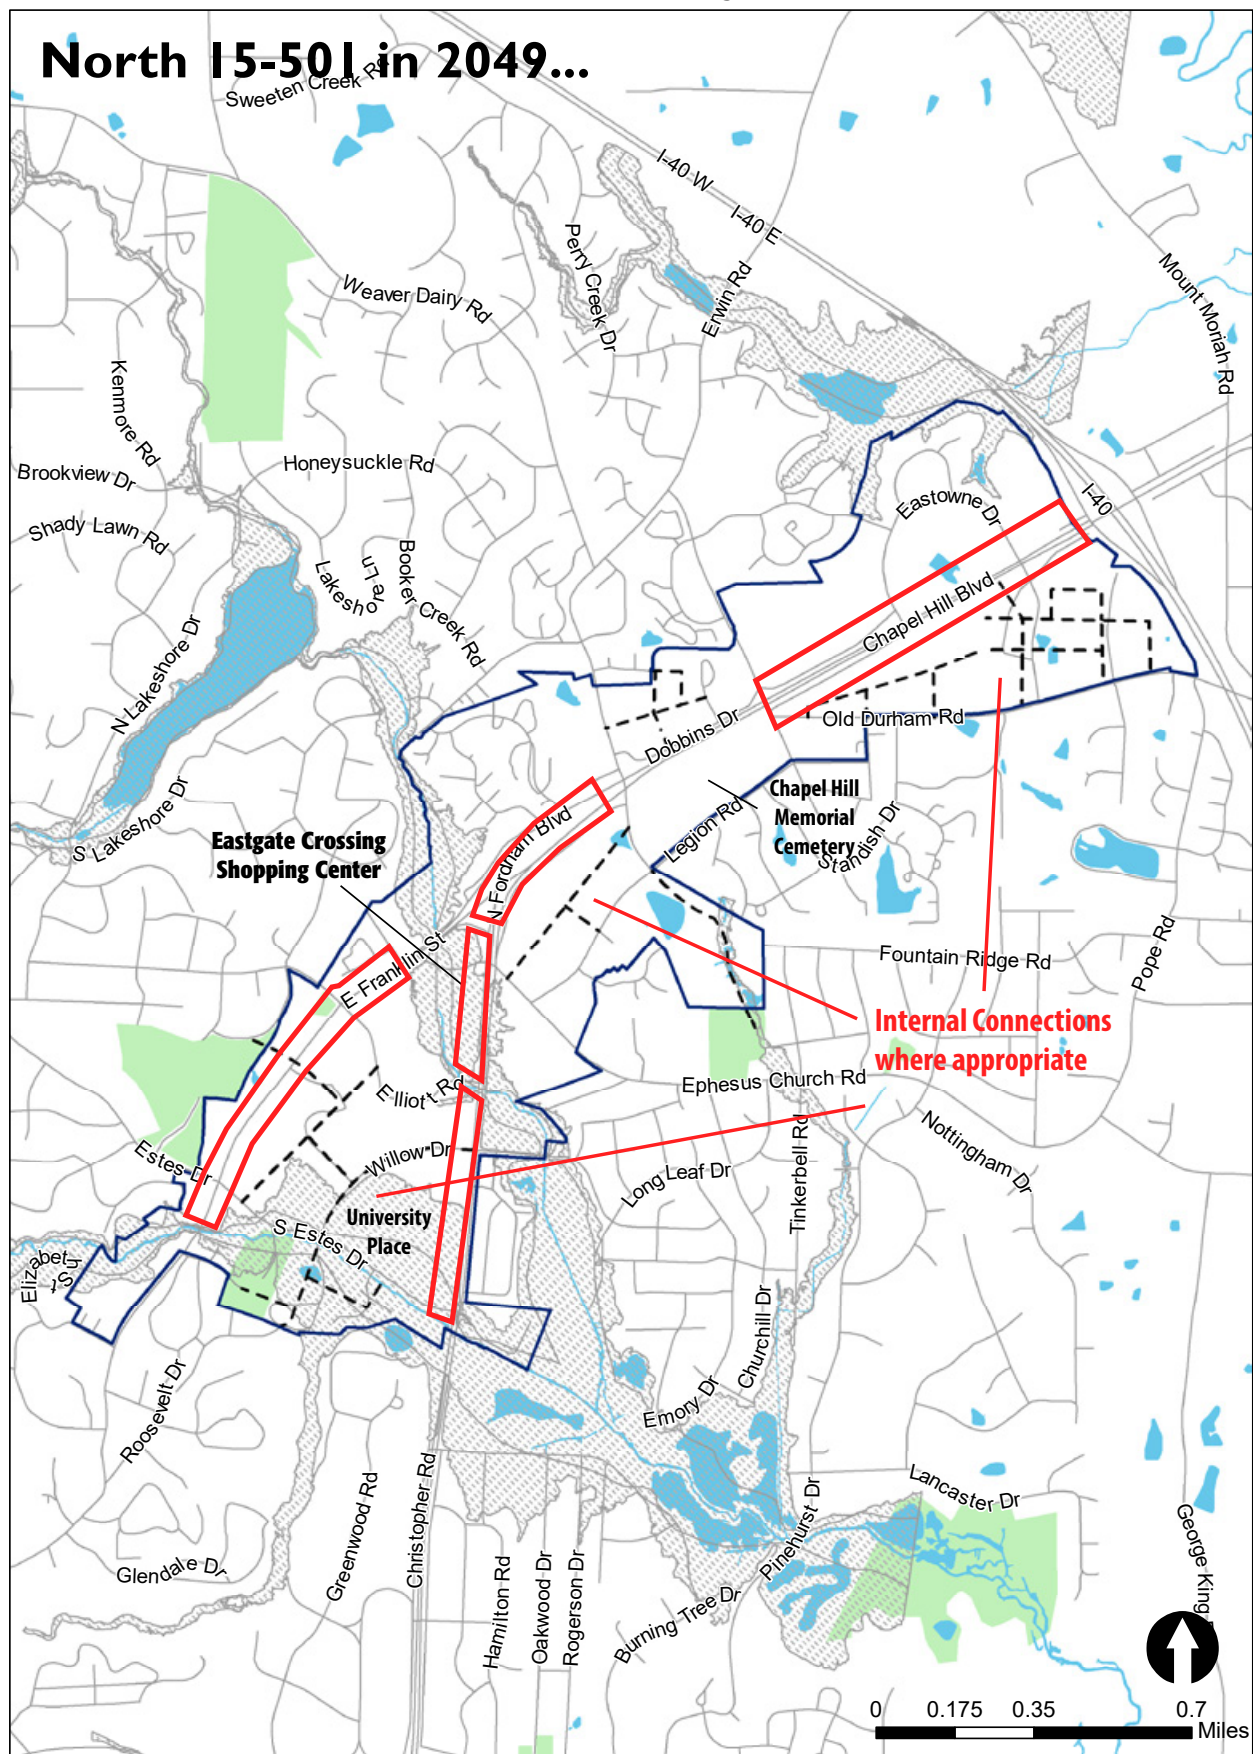 North 15-501 in 2049...
Sweeten Creek Rd
I-40 W
I-40 E
Perry Creek Dr
Erwin Rd
Mount Moriah Rd
Weaver Dairy Rd
Kenmore Rd
Honeysuckle Rd
Brookview Dr
Shady Lawn Rd
Lakeshore Ln
Booker Creek Rd
Eastowne Dr
I-40
N Lakeshore Dr
Chapel Hill Blvd
Old Durham Rd
Dobbins Dr
S Lakeshore Dr
Eastgate Crossing
Shopping Center
N Fordham Blvd
Legion Rd
Chapel Hill
Memorial
Cemetery
Standish Dr
E Franklin St
Fountain Ridge Rd
Pope Rd
Internal Connections
where appropriate
Elliott Rd
Ephesus Church Rd
Estes Dr
Willow Dr
Long Leaf Dr
Tinkerbell Rd
Nottingham Dr
University
Place
S Estes Dr
Elizabeth St
Churchill Dr
Roosevelt Dr
Emory Dr
Greenwood Rd
Christopher Rd
Lancaster Dr
Pinehurst Dr
George King
Glendale Dr
Hamilton Rd
Oakwood Dr
Rogerson Dr
Burning Tree Dr
0 0.175 0.35 0.7
Miles